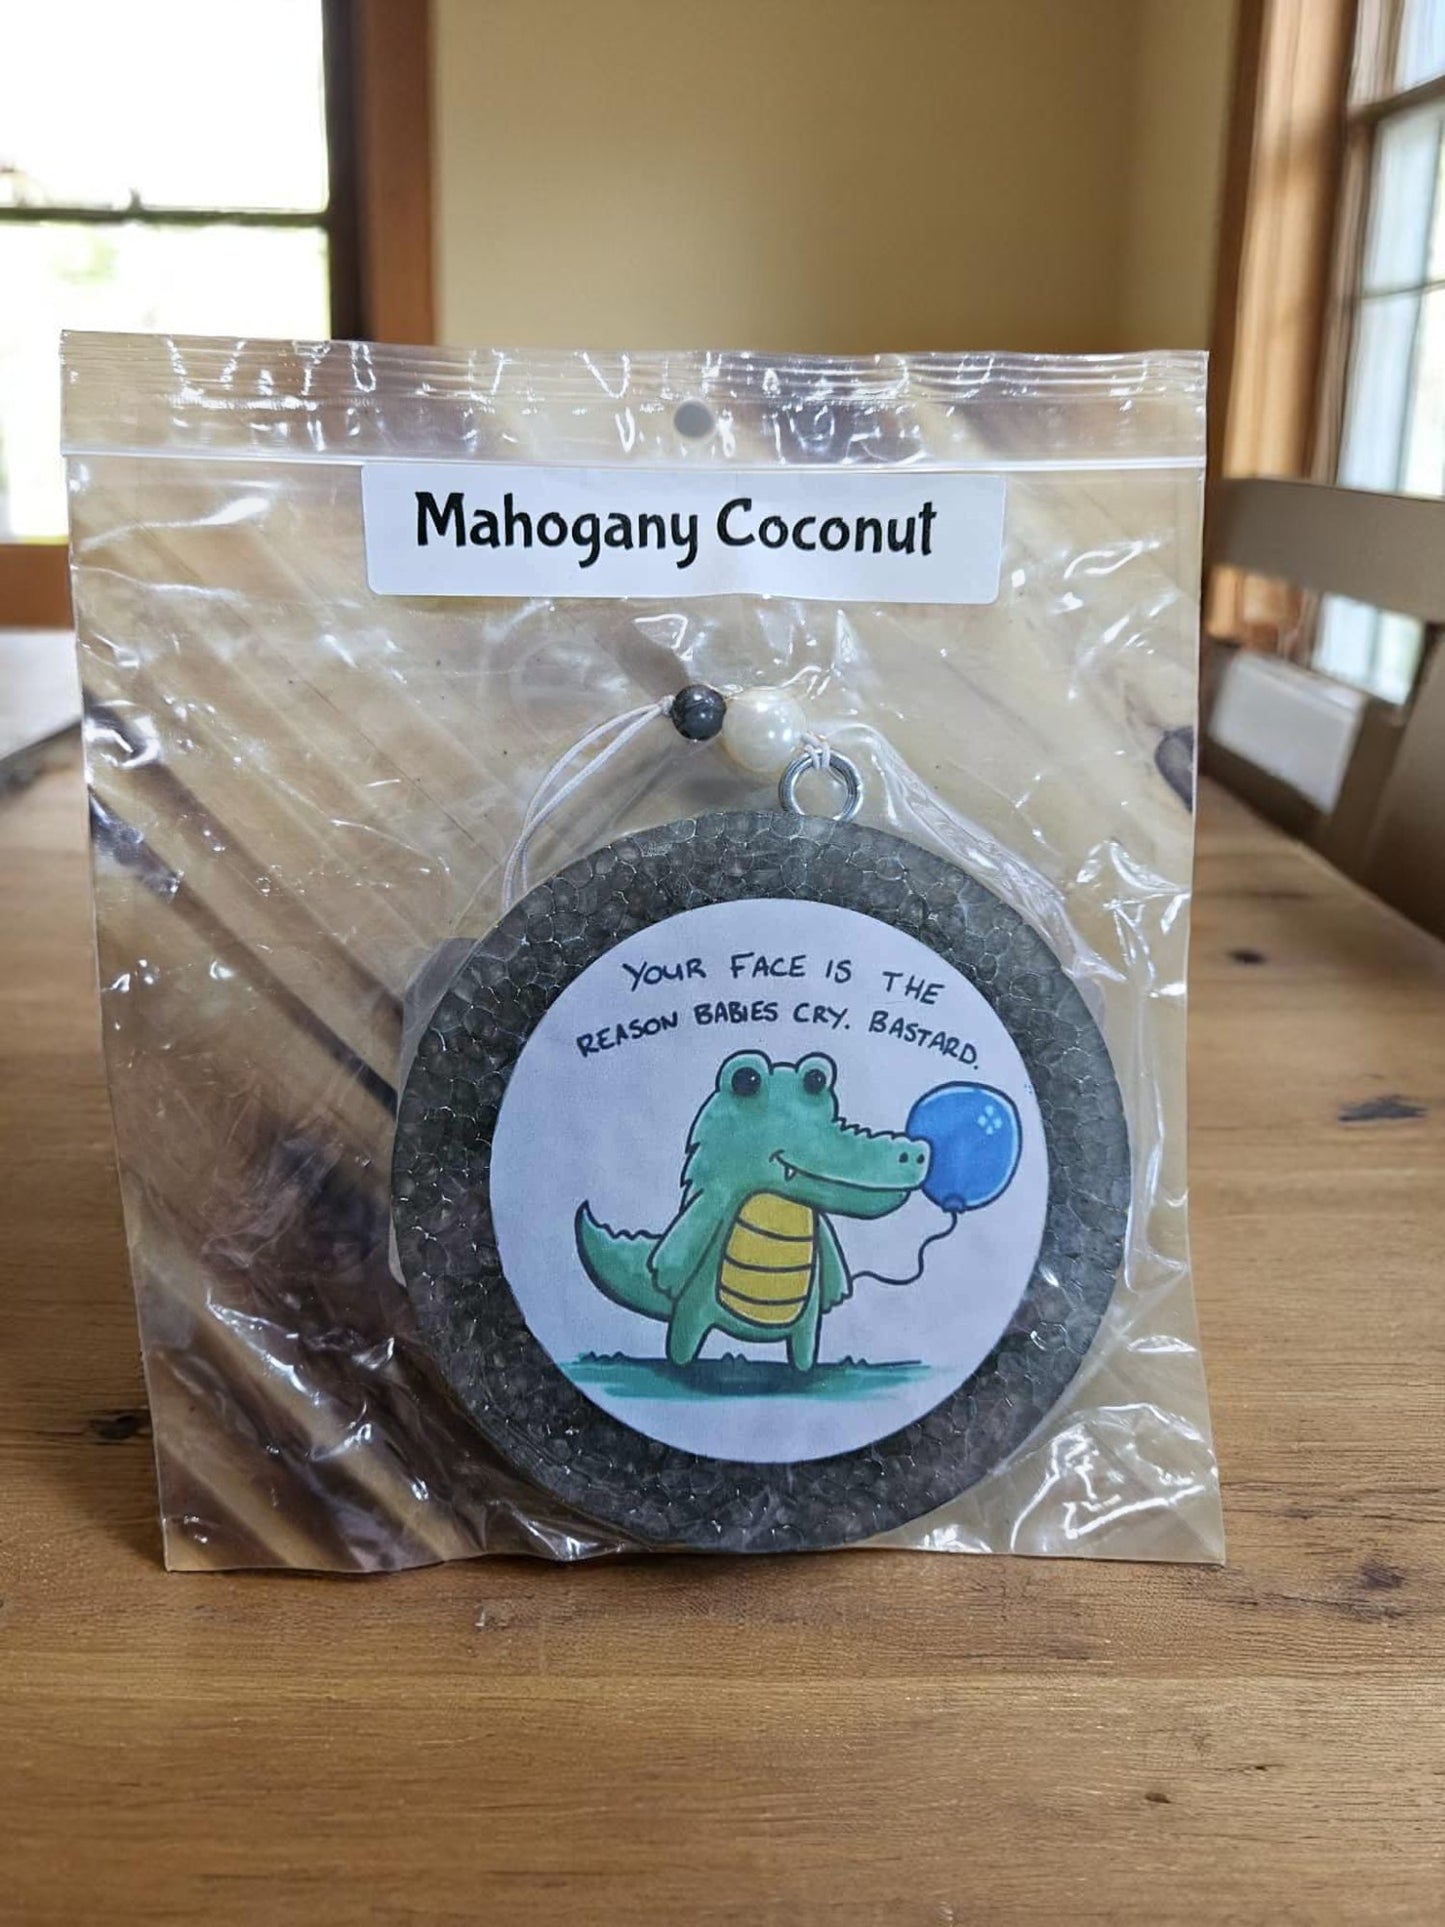 Mahogany Coconut
YOUR FACE IS THE
REASON BABIES CRY. BASTARD.